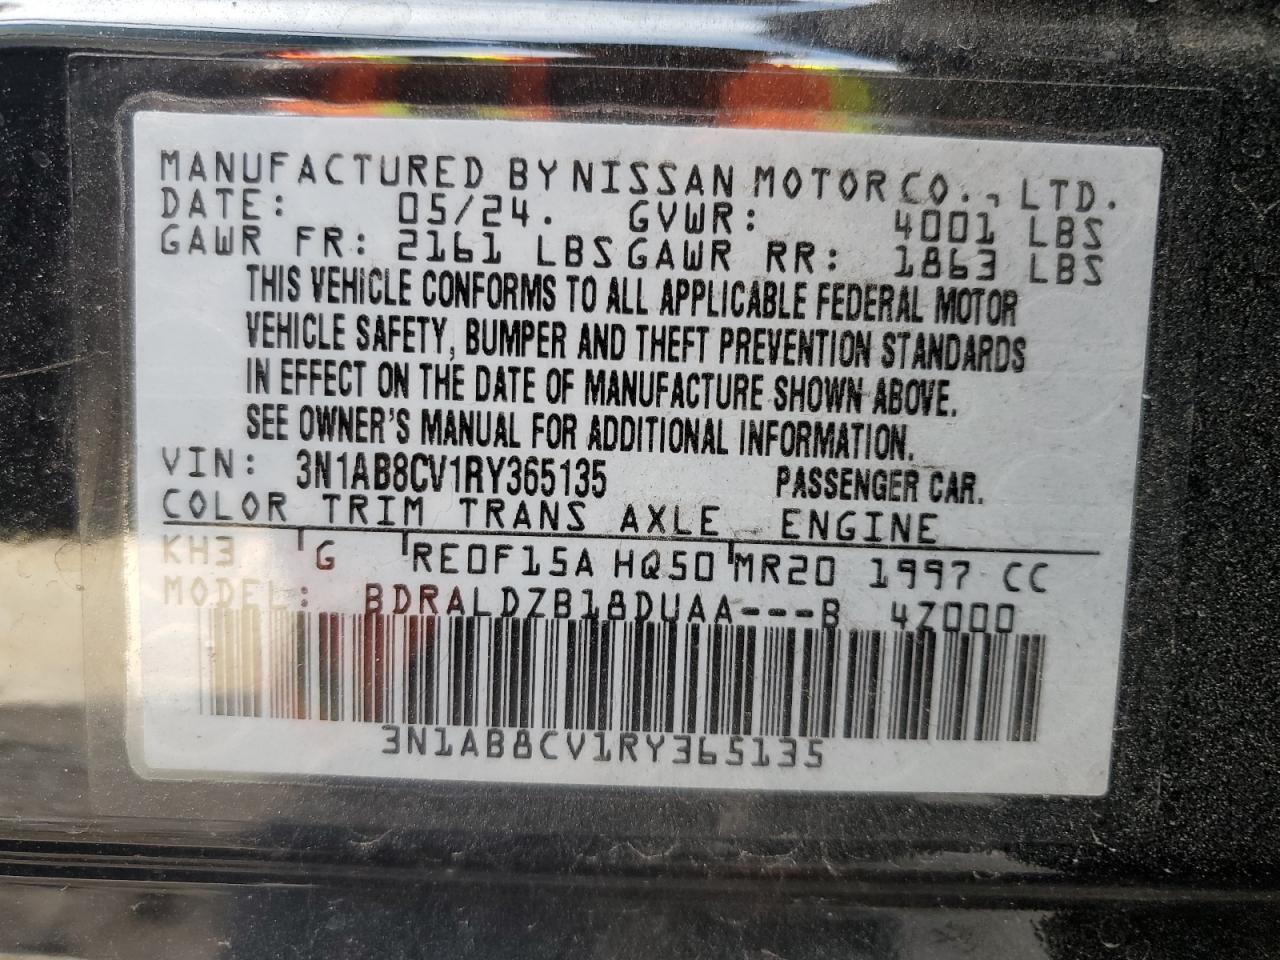 MANUFACTURED BY NISSAN MOTOR CO., LTD.
DATE: 05/24. GVWR: 4001 LBS
GAWR FR: 2161 LBS GAWR RR: 1863 LBS
THIS VEHICLE CONFORMS TO ALL APPLICABLE FEDERAL MOTOR
VEHICLE SAFETY, BUMPER AND THEFT PREVENTION STANDARDS
IN EFFECT ON THE DATE OF MANUFACTURE SHOWN ABOVE.
SEE OWNER'S MANUAL FOR ADDITIONAL INFORMATION.
VIN: 3N1AB8CV1RY365135 PASSENGER CAR.
COLOR TRIM TRANS AXLE ENGINE
KH3 G RE0F15A HQ50 MR20 1997 CC
MODEL: BDRALDZB18DUAA---B 4Z000
3N1AB8CV1RY365135